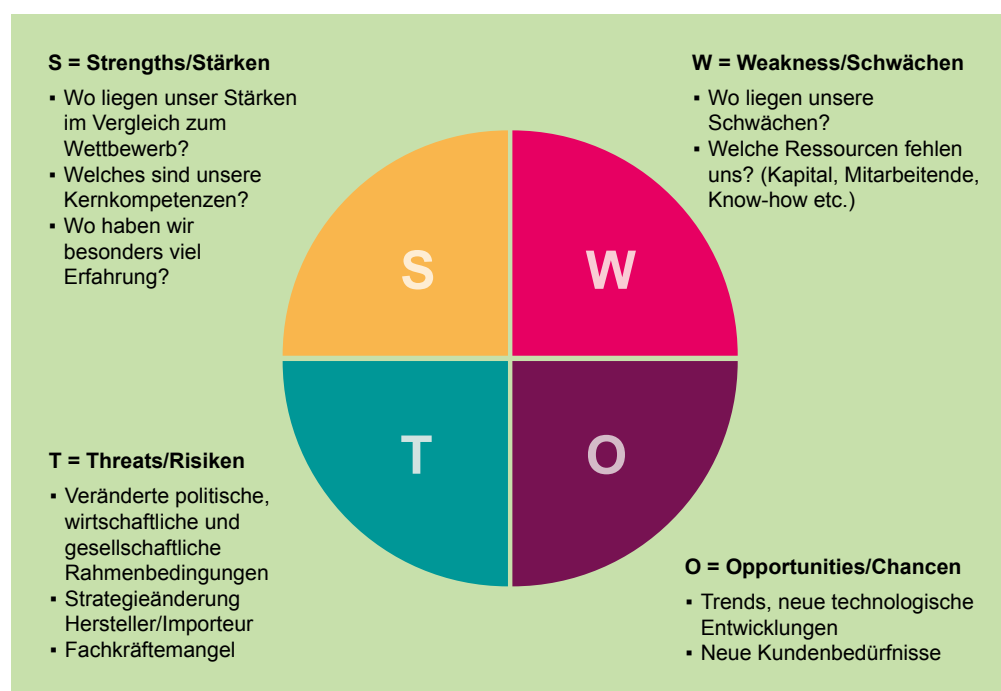 S = Strengths/Stärken
▪ Wo liegen unser Stärken
im Vergleich zum
Wettbewerb?
▪ Welches sind unsere
Kernkompetenzen?
▪ Wo haben wir
besonders viel
Erfahrung?
W = Weakness/Schwächen
▪ Wo liegen unsere
Schwächen?
▪ Welche Ressourcen fehlen
uns? (Kapital, Mitarbeitende,
Know-how etc.)
S
W
T
O
T = Threats/Risiken
▪ Veränderte politische,
wirtschaftliche und
gesellschaftliche
Rahmenbedingungen
▪ Strategieänderung
Hersteller/Importeur
▪ Fachkräftemangel
O = Opportunities/Chancen
▪ Trends, neue technologische
Entwicklungen
▪ Neue Kundenbedürfnisse